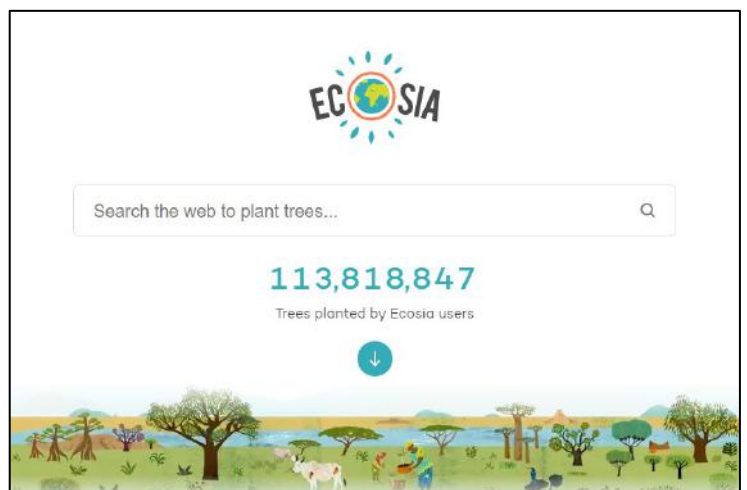 ECOSIA
Search the web to plant trees...
113,818,847
Trees planted by Ecosia users